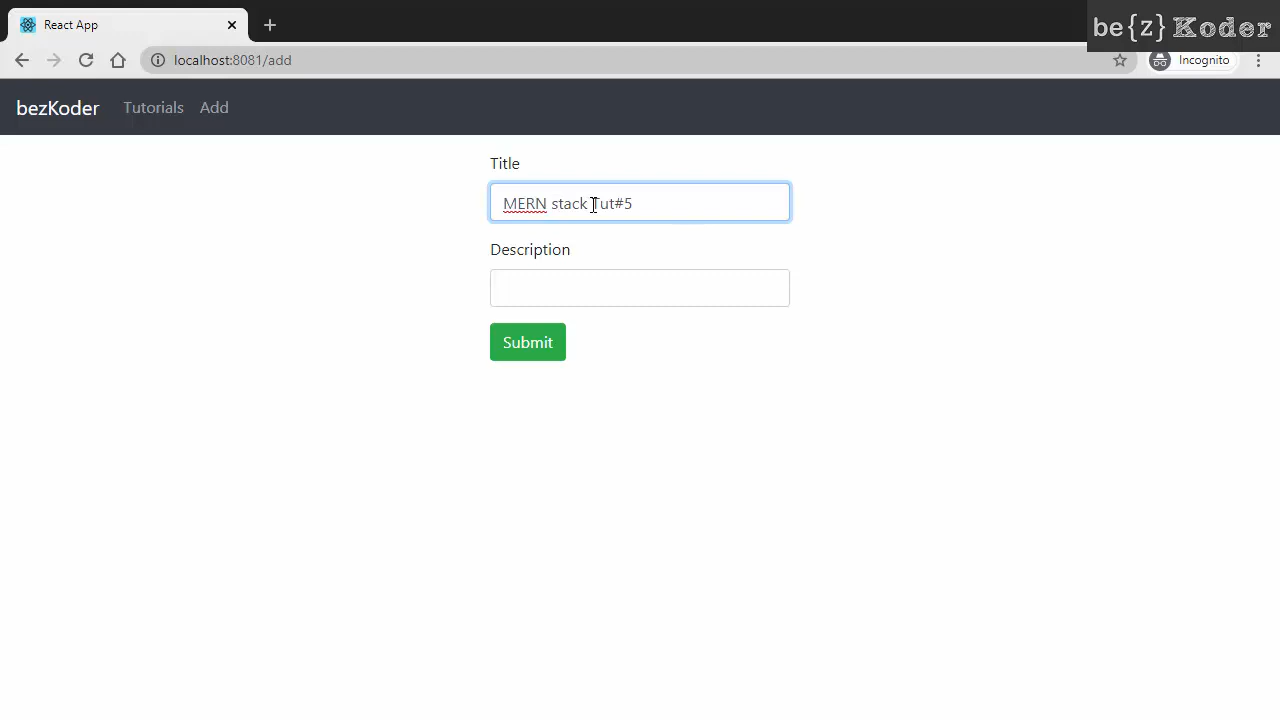 React App
be{z} Koder
localhost:8081/add
Incognito
bezKoder Tutorials Add
Title
MERN stack Tut#5
Description
Submit